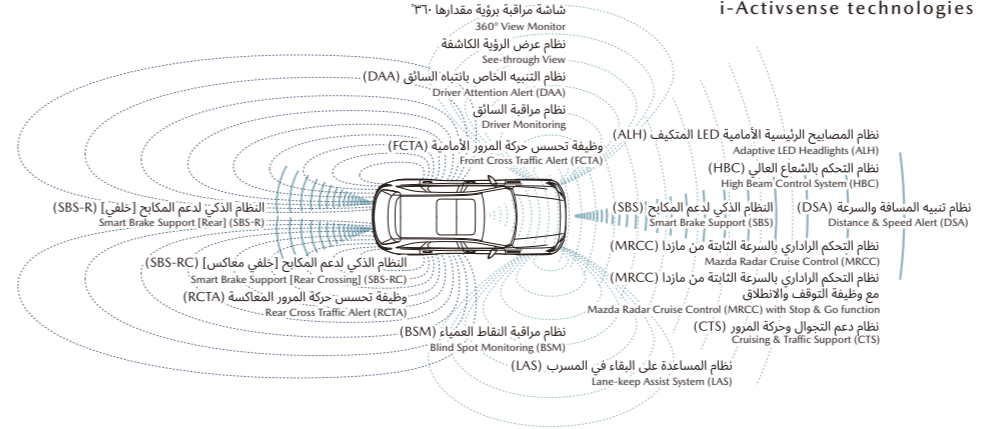 i-Activsense technologies
شاشة مراقبة برؤية مقدارها ٣٦٠°
360° View Monitor
نظام عرض الرؤية الكاشفة
See-through View
نظام التنبيه الخاص بانتباه السائق (DAA)
Driver Attention Alert (DAA)
نظام مراقبة السائق
Driver Monitoring
وظيفة تحسس حركة المرور الأمامية (FCTA)
Front Cross Traffic Alert (FCTA)
نظام المصابيح الرئيسية الأمامية LED المتكيف (ALH)
Adaptive LED Headlights (ALH)
نظام التحكم بالشعاع العالي (HBC)
High Beam Control System (HBC)
النظام الذكي لدعم المكابح [خلفي] (SBS-R)
Smart Brake Support [Rear] (SBS-R)
النظام الذكي لدعم المكابح (SBS)
Smart Brake Support (SBS)
نظام تنبيه المسافة والسرعة (DSA)
Distance & Speed Alert (DSA)
نظام التحكم الراداري بالسرعة الثابتة من مازدا (MRCC)
Mazda Radar Cruise Control (MRCC)
النظام الذكي لدعم المكابح [خلفي معاكس] (SBS-RC)
Smart Brake Support [Rear Crossing] (SBS-RC)
نظام التحكم الراداري بالسرعة الثابتة من مازدا (MRCC)
مع وظيفة التوقف والانطلاق
Mazda Radar Cruise Control (MRCC) with Stop & Go function
وظيفة تحسس حركة المرور المعاكسة (RCTA)
Rear Cross Traffic Alert (RCTA)
نظام دعم التجوال وحركة المرور (CTS)
Cruising & Traffic Support (CTS)
نظام مراقبة النقاط العمياء (BSM)
Blind Spot Monitoring (BSM)
نظام المساعدة على البقاء في المسرب (LAS)
Lane-keep Assist System (LAS)